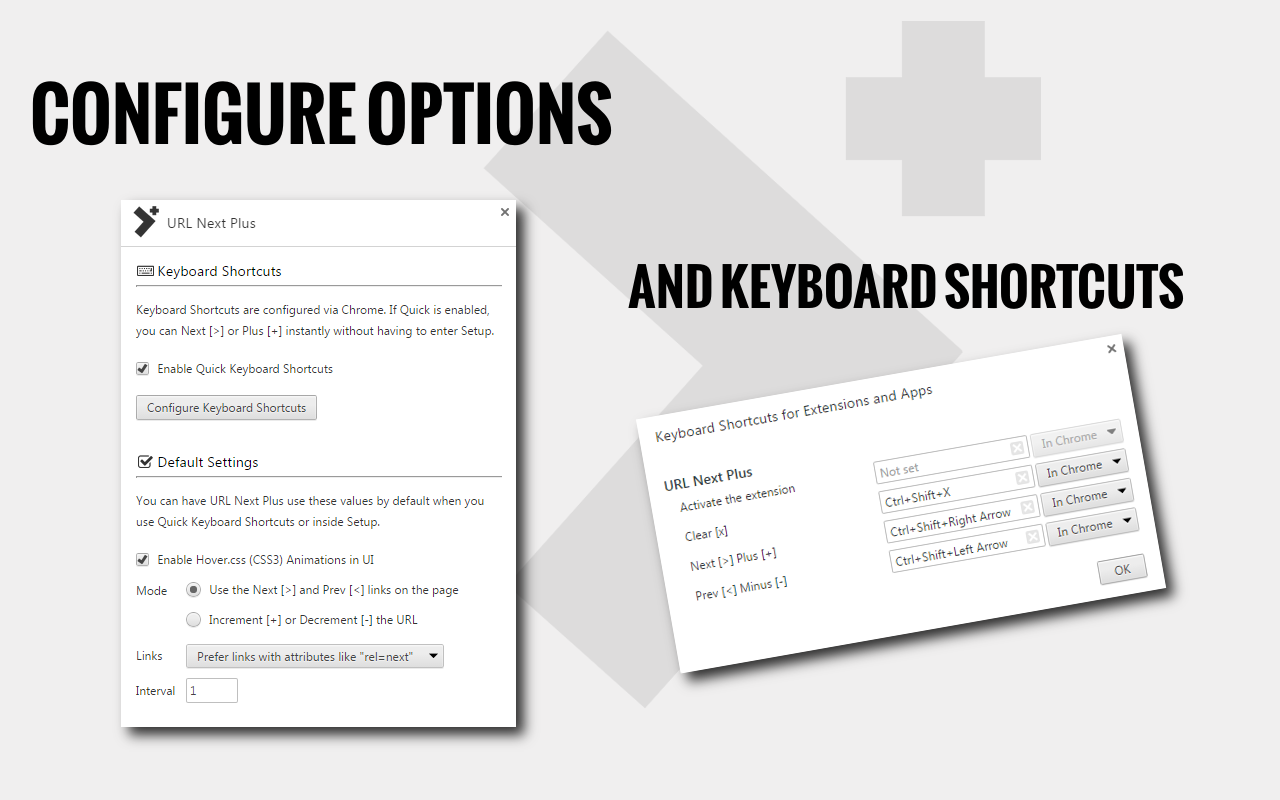 CONFIGURE OPTIONS
URL Next Plus
Keyboard Shortcuts
Keyboard Shortcuts are configured via Chrome. If Quick is enabled,
you can Next [>] or Plus [+] instantly without having to enter Setup.
Enable Quick Keyboard Shortcuts
Configure Keyboard Shortcuts
Default Settings
You can have URL Next Plus use these values by default when you
use Quick Keyboard Shortcuts or inside Setup.
Enable Hover.css (CSS3) Animations in UI
Mode Use the Next [>] and Prev [<] links on the page
Increment [+] or Decrement [-] the URL
Links Prefer links with attributes like "rel=next"
Interval 1
AND KEYBOARD SHORTCUTS
Keyboard Shortcuts for Extensions and Apps
URL Next Plus
Activate the extension Not set In Chrome
Clear [x] Ctrl+Shift+X In Chrome
Next [>] Plus [+] Ctrl+Shift+Right Arrow In Chrome
Prev [<] Minus [-] Ctrl+Shift+Left Arrow In Chrome
OK